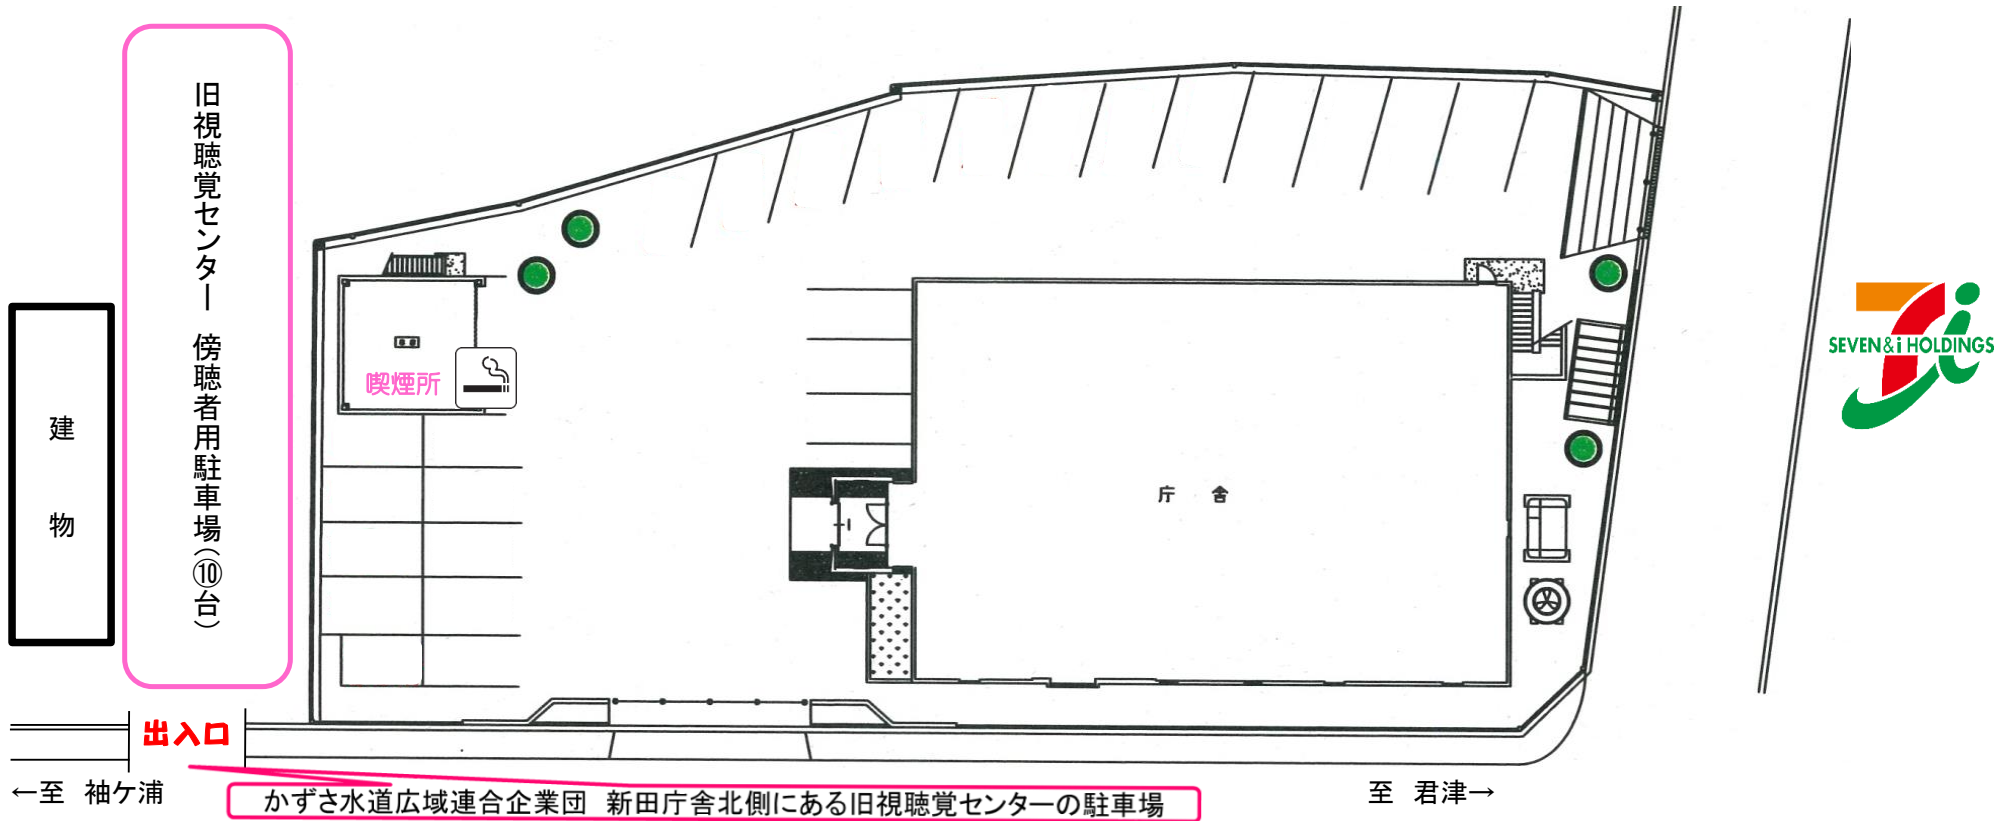 旧視聴覚センター 傍聴者用駐車場(⑩台)
建物
喫煙所
庁舎
SEVEN&i HOLDINGS
出入口
←至 袖ケ浦
至 君津→
かずさ水道広域連合企業団 新田庁舎北側にある旧視聴覚センターの駐車場